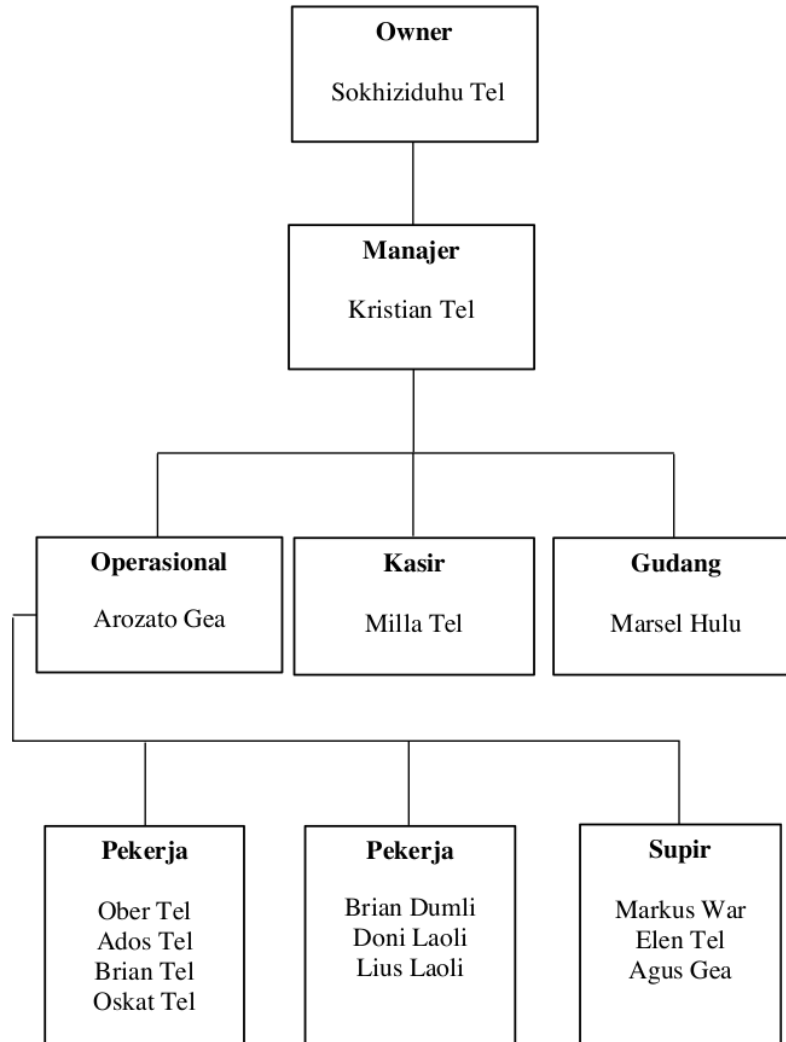 Owner
Sokhiziduhu Tel
Manajer
Kristian Tel
Operasional
Arozato Gea
Kasir
Milla Tel
Gudang
Marsel Hulu
Pekerja
Ober Tel
Ados Tel
Brian Tel
Oskat Tel
Pekerja
Brian Dumli
Doni Laoli
Lius Laoli
Supir
Markus War
Elen Tel
Agus Gea